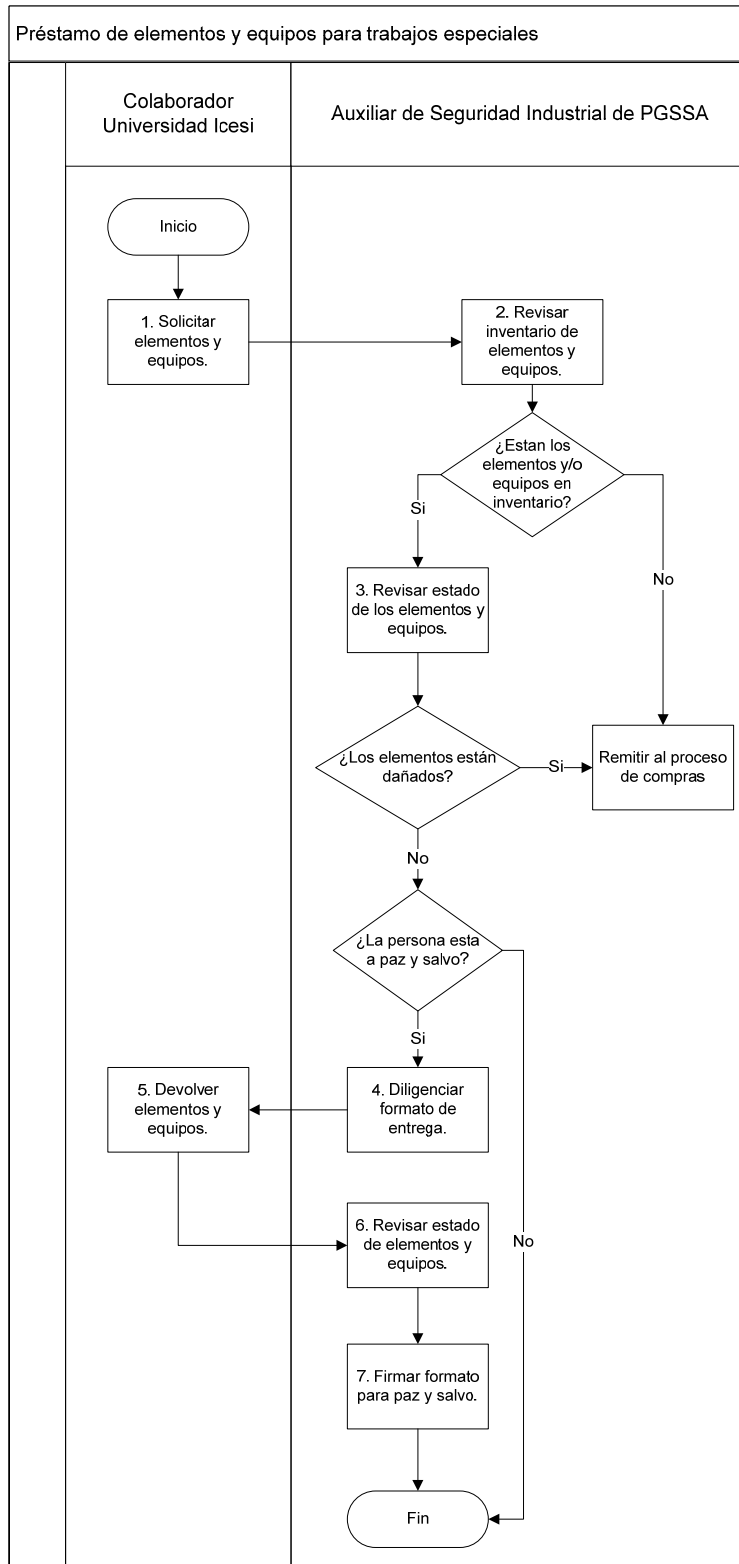 Préstamo de elementos y equipos para trabajos especiales
Colaborador
Universidad Icesi
Auxiliar de Seguridad Industrial de PGSSA
Inicio
1. Solicitar
elementos y
equipos.
2. Revisar
inventario de
elementos y
equipos.
¿Estan los
elementos y/o
equipos en
inventario?
Si
No
3. Revisar estado
de los elementos y
equipos.
¿Los elementos están
dañados?
Si
Remitir al proceso
de compras
No
¿La persona esta
a paz y salvo?
Si
No
4. Diligenciar
formato de
entrega.
5. Devolver
elementos y
equipos.
6. Revisar estado
de elementos y
equipos.
7. Firmar formato
para paz y salvo.
Fin